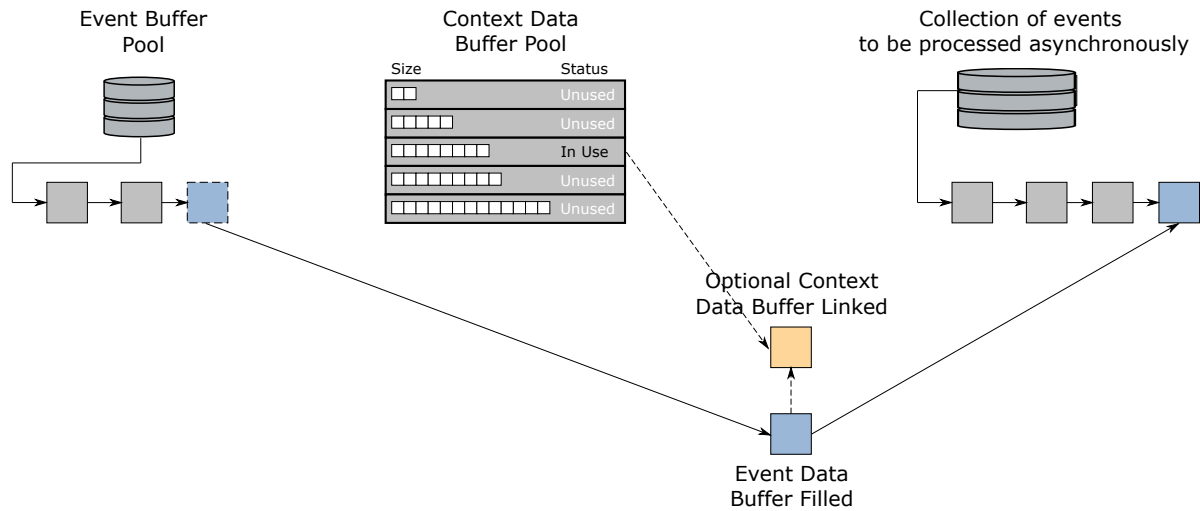 Event Buffer
Pool
Context Data
Buffer Pool
Size Status
Unused
Unused
In Use
Unused
Unused
Collection of events
to be processed asynchronously
Optional Context
Data Buffer Linked
Event Data
Buffer Filled